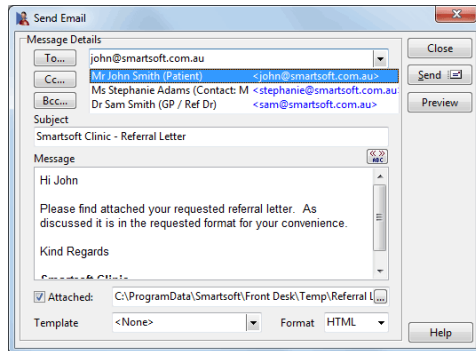 Send Email
Message Details
To... john@smartsoft.com.au
Close
Cc... Mr John Smith (Patient) <john@smartsoft.com.au>
Ms Stephanie Adams (Contact: M <stephanie@smartsoft.com.au>
Send
Bcc... Dr Sam Smith (GP / Ref Dr) <sam@smartsoft.com.au>
Preview
Subject
Smartsoft Clinic - Referral Letter
Message
ABC
Hi John
Please find attached your requested referral letter. As
discussed it is in the requested format for your convenience.
Kind Regards
Smartsoft Clinic
Attached: C:\ProgramData\Smartsoft\Front Desk\Temp\Referral L ...
Template <None> Format HTML
Help